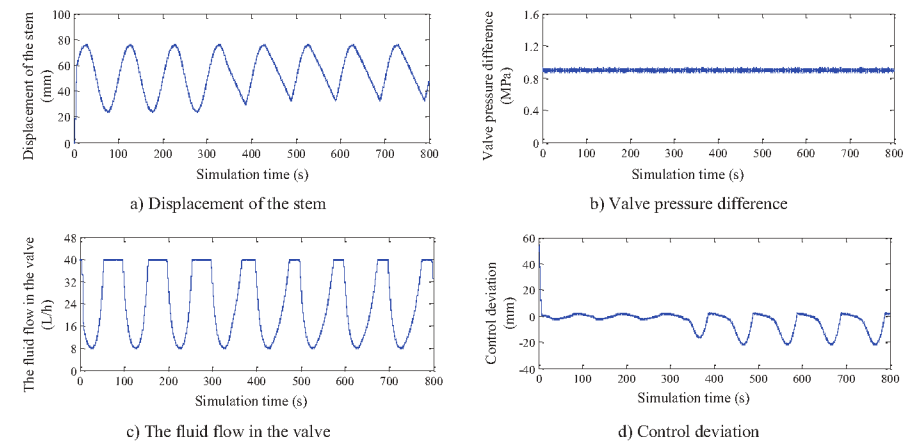 Displacement of the stem
(mm)
100
80
60
40
20
0
0 100 200 300 400 500 600 700 800
Simulation time (s)
a) Displacement of the stem
Valve pressure difference
(MPa)
1.6
1.2
0.8
0.4
0
0 100 200 300 400 500 600 700 800
Simulation time (s)
b) Valve pressure difference
The fluid flow in the valve
(L/h)
48
40
32
24
16
8
0
0 100 200 300 400 500 600 700 800
Simulation time (s)
c) The fluid flow in the valve
Control deviation
(mm)
60
40
20
0
-20
-40
0 100 200 300 400 500 600 700 800
Simulation time (s)
d) Control deviation